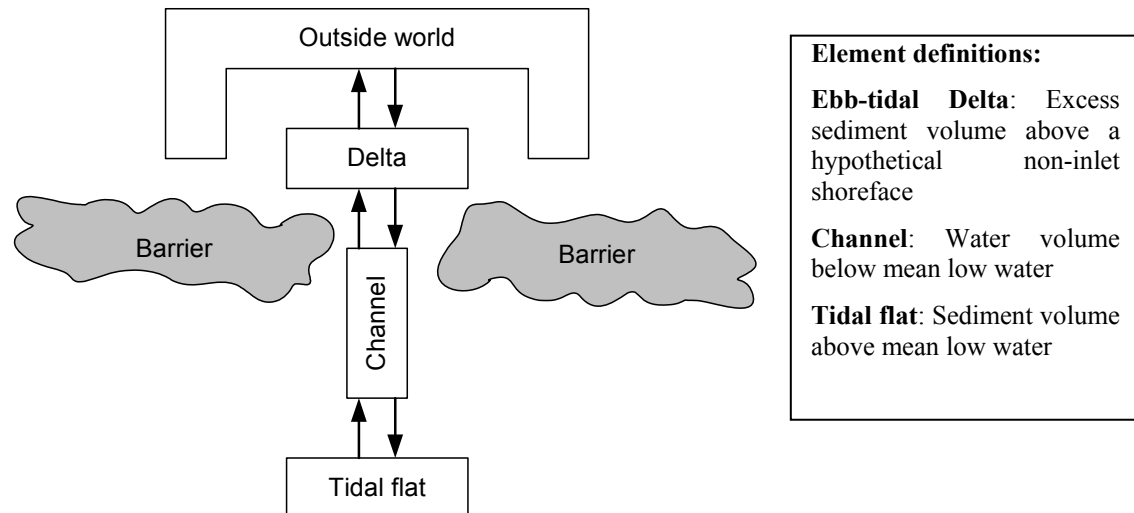 Outside world
Delta
Barrier
Barrier
Channel
Tidal flat
Element definitions:
Ebb-tidal Delta: Excess
sediment volume above a
hypothetical non-inlet
shoreface
Channel: Water volume
below mean low water
Tidal flat: Sediment volume
above mean low water